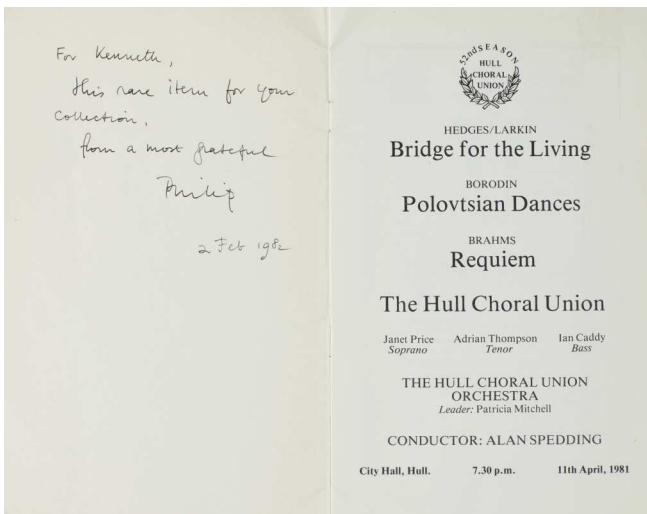 For Kenneth,
this rare item for your
collection,
from a most grateful
Philip
2 Feb 1982
52nd SEASON
HULL
CHORAL
UNION
HEDGES/LARKIN
Bridge for the Living
BORODIN
Polovtsian Dances
BRAHMS
Requiem
The Hull Choral Union
Janet Price Adrian Thompson Ian Caddy
Soprano Tenor Bass
THE HULL CHORAL UNION
ORCHESTRA
Leader: Patricia Mitchell
CONDUCTOR: ALAN SPEDDING
City Hall, Hull. 7.30 p.m. 11th April, 1981